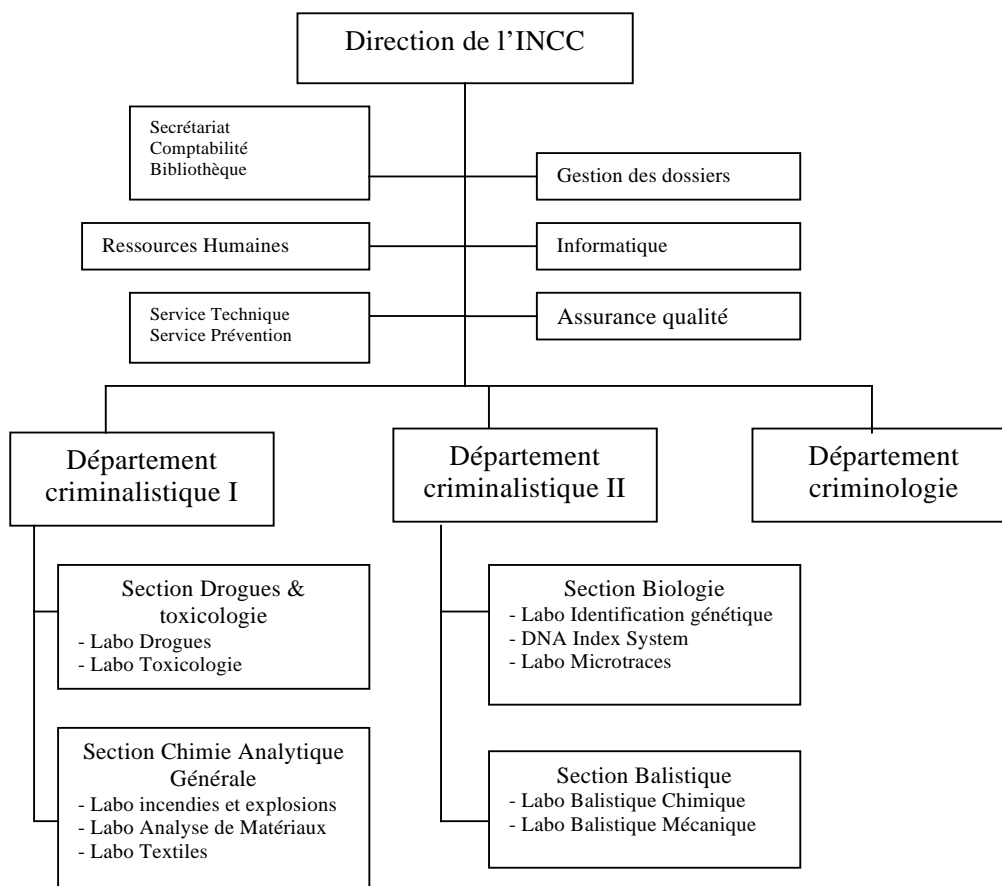 Direction de l’INCC
Secrétariat
Comptabilité
Bibliothèque
Gestion des dossiers
Ressources Humaines
Informatique
Service Technique
Service Prévention
Assurance qualité
Département
criminalistique I
Département
criminalistique II
Département
criminologie
Section Drogues &
toxicologie
- Labo Drogues
- Labo Toxicologie
Section Biologie
- Labo Identification génétique
- DNA Index System
- Labo Microtraces
Section Chimie Analytique
Générale
- Labo incendies et explosions
- Labo Analyse de Matériaux
- Labo Textiles
Section Balistique
- Labo Balistique Chimique
- Labo Balistique Mécanique